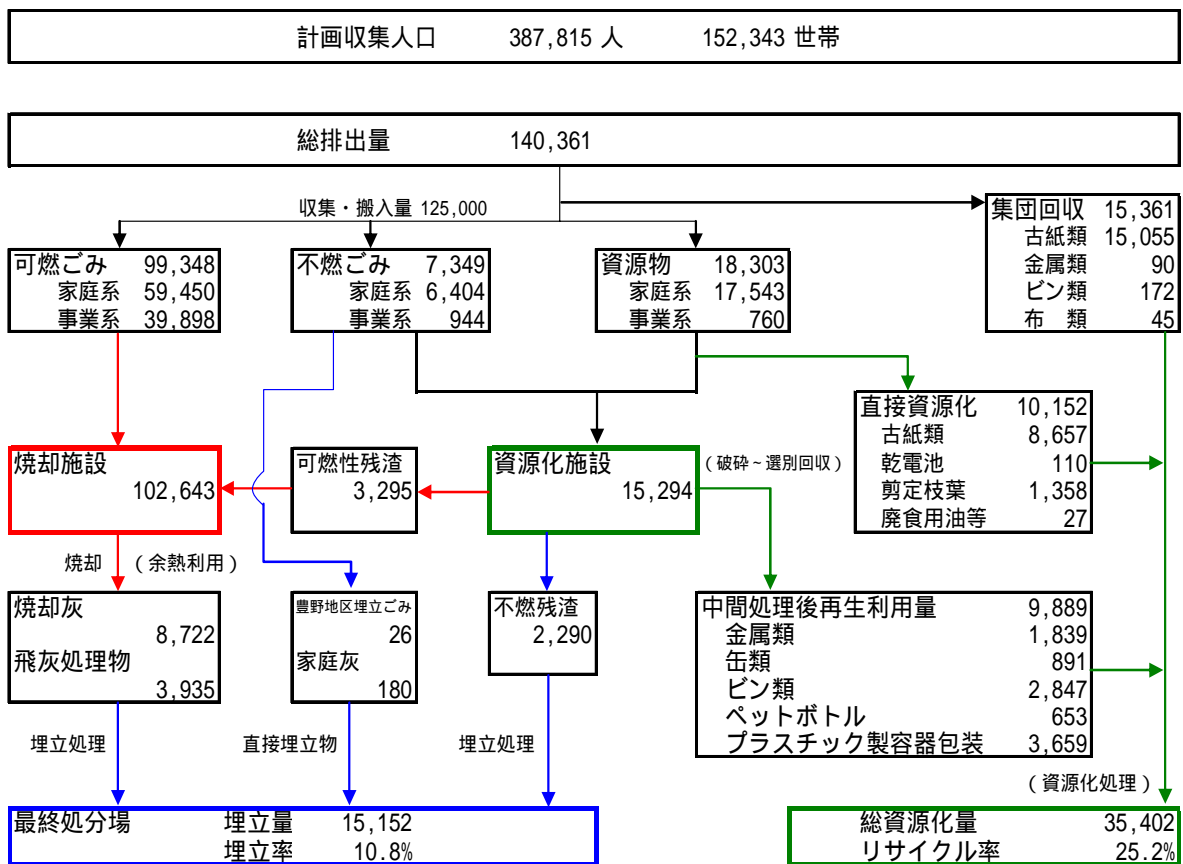 計画収集人口 387,815 人 152,343 世帯
総排出量 140,361
収集・搬入量 125,000
集団回収 15,361
古紙類 15,055
金属類 90
ビン類 172
布　類 45
可燃ごみ 99,348
家庭系 59,450
事業系 39,898
不燃ごみ 7,349
家庭系 6,404
事業系 944
資源物 18,303
家庭系 17,543
事業系 760
直接資源化 10,152
古紙類 8,657
乾電池 110
剪定枝葉 1,358
廃食用油等 27
焼却施設
102,643
可燃性残渣
3,295
資源化施設
15,294
（破砕～選別回収）
焼却 （余熱利用）
焼却灰
8,722
飛灰処理物
3,935
豊野地区埋立ごみ
26
家庭灰
180
不燃残渣
2,290
中間処理後再生利用量 9,889
金属類 1,839
缶類 891
ビン類 2,847
ペットボトル 653
プラスチック製容器包装 3,659
埋立処理
直接埋立物
埋立処理
（資源化処理）
最終処分場 埋立量 15,152
埋立率 10.8%
総資源化量 35,402
リサイクル率 25.2%